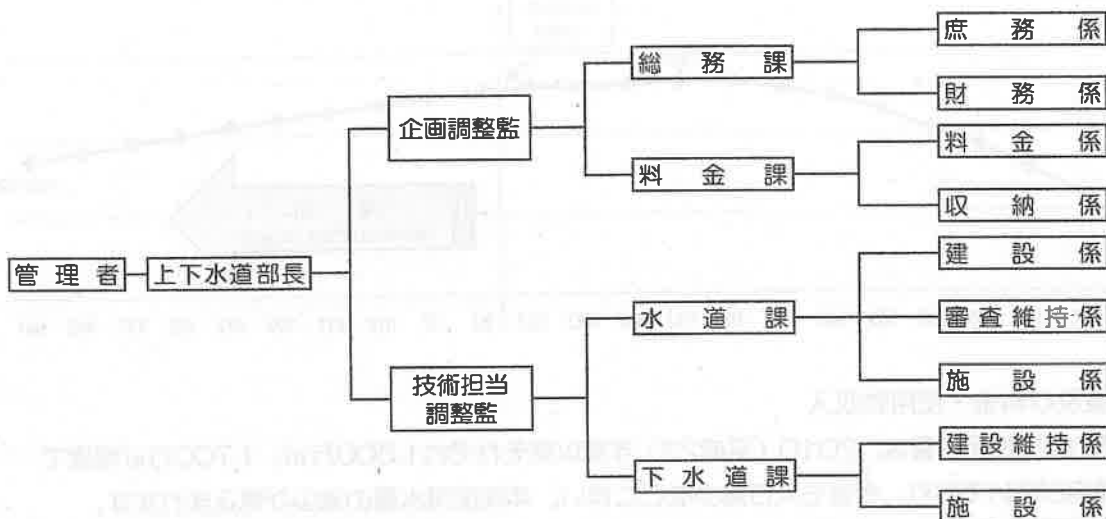 管理者
上下水道部長
企画調整監
総務課
庶務係
財務係
料金課
料金係
収納係
技術担当
調整監
水道課
建設係
審査維持係
施設係
下水道課
建設維持係
施設係